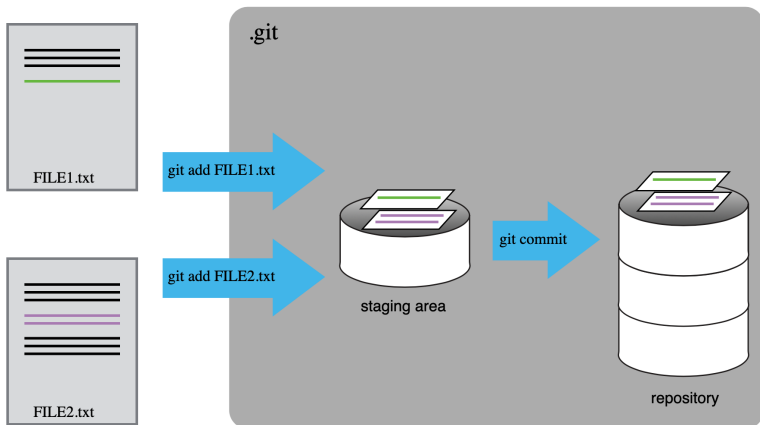 .git
FILE1.txt
git add FILE1.txt
git add FILE2.txt
git commit
staging area
repository
FILE2.txt